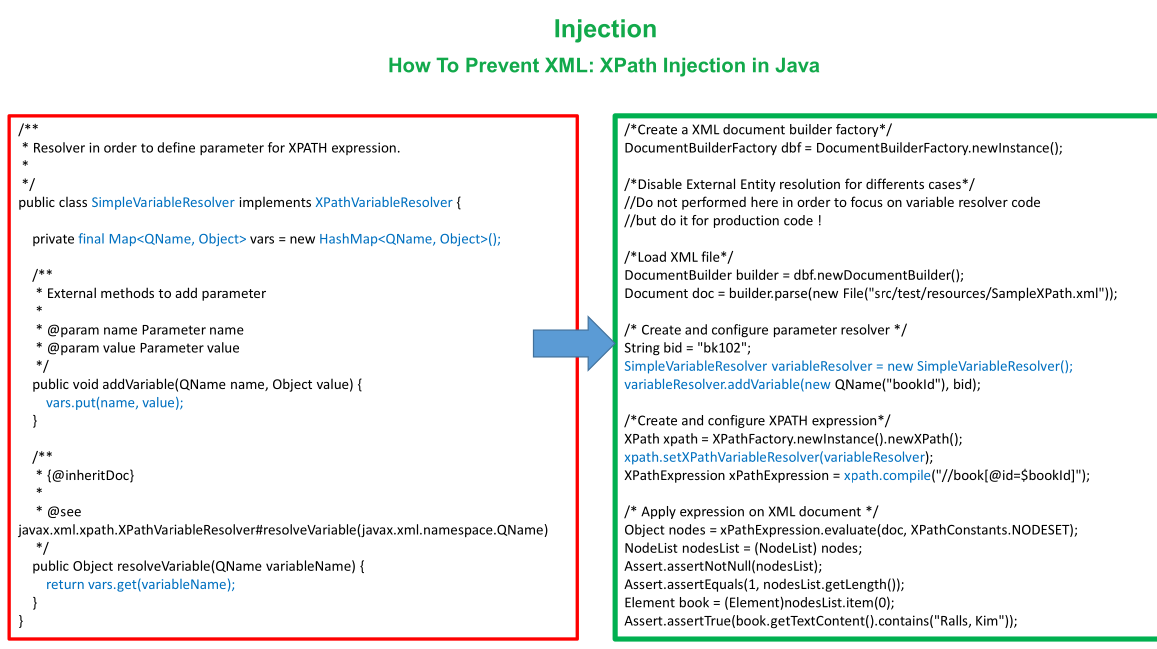 Injection
How To Prevent XML: XPath Injection in Java
/**
* Resolver in order to define parameter for XPATH expression.
*
*/
public class SimpleVariableResolver implements XPathVariableResolver {
private final Map<QName, Object> vars = new HashMap<QName, Object>();
/**
* External methods to add parameter
*
* @param name Parameter name
* @param value Parameter value
*/
public void addVariable(QName name, Object value) {
vars.put(name, value);
}
/**
* {@inheritDoc}
*
* @see
javax.xml.xpath.XPathVariableResolver#resolveVariable(javax.xml.namespace.QName)
*/
public Object resolveVariable(QName variableName) {
return vars.get(variableName);
}
}
/*Create a XML document builder factory*/
DocumentBuilderFactory dbf = DocumentBuilderFactory.newInstance();
/*Disable External Entity resolution for differents cases*/
//Do not performed here in order to focus on variable resolver code
//but do it for production code !
/*Load XML file*/
DocumentBuilder builder = dbf.newDocumentBuilder();
Document doc = builder.parse(new File("src/test/resources/SampleXPath.xml"));
/* Create and configure parameter resolver */
String bid = "bk102";
SimpleVariableResolver variableResolver = new SimpleVariableResolver();
variableResolver.addVariable(new QName("bookId"), bid);
/*Create and configure XPATH expression*/
XPath xpath = XPathFactory.newInstance().newXPath();
xpath.setXPathVariableResolver(variableResolver);
XPathExpression xPathExpression = xpath.compile("//book[@id=$bookId]");
/* Apply expression on XML document */
Object nodes = xPathExpression.evaluate(doc, XPathConstants.NODESET);
NodeList nodesList = (NodeList) nodes;
Assert.assertNotNull(nodesList);
Assert.assertEquals(1, nodesList.getLength());
Element book = (Element)nodesList.item(0);
Assert.assertTrue(book.getTextContent().contains("Ralls, Kim"));